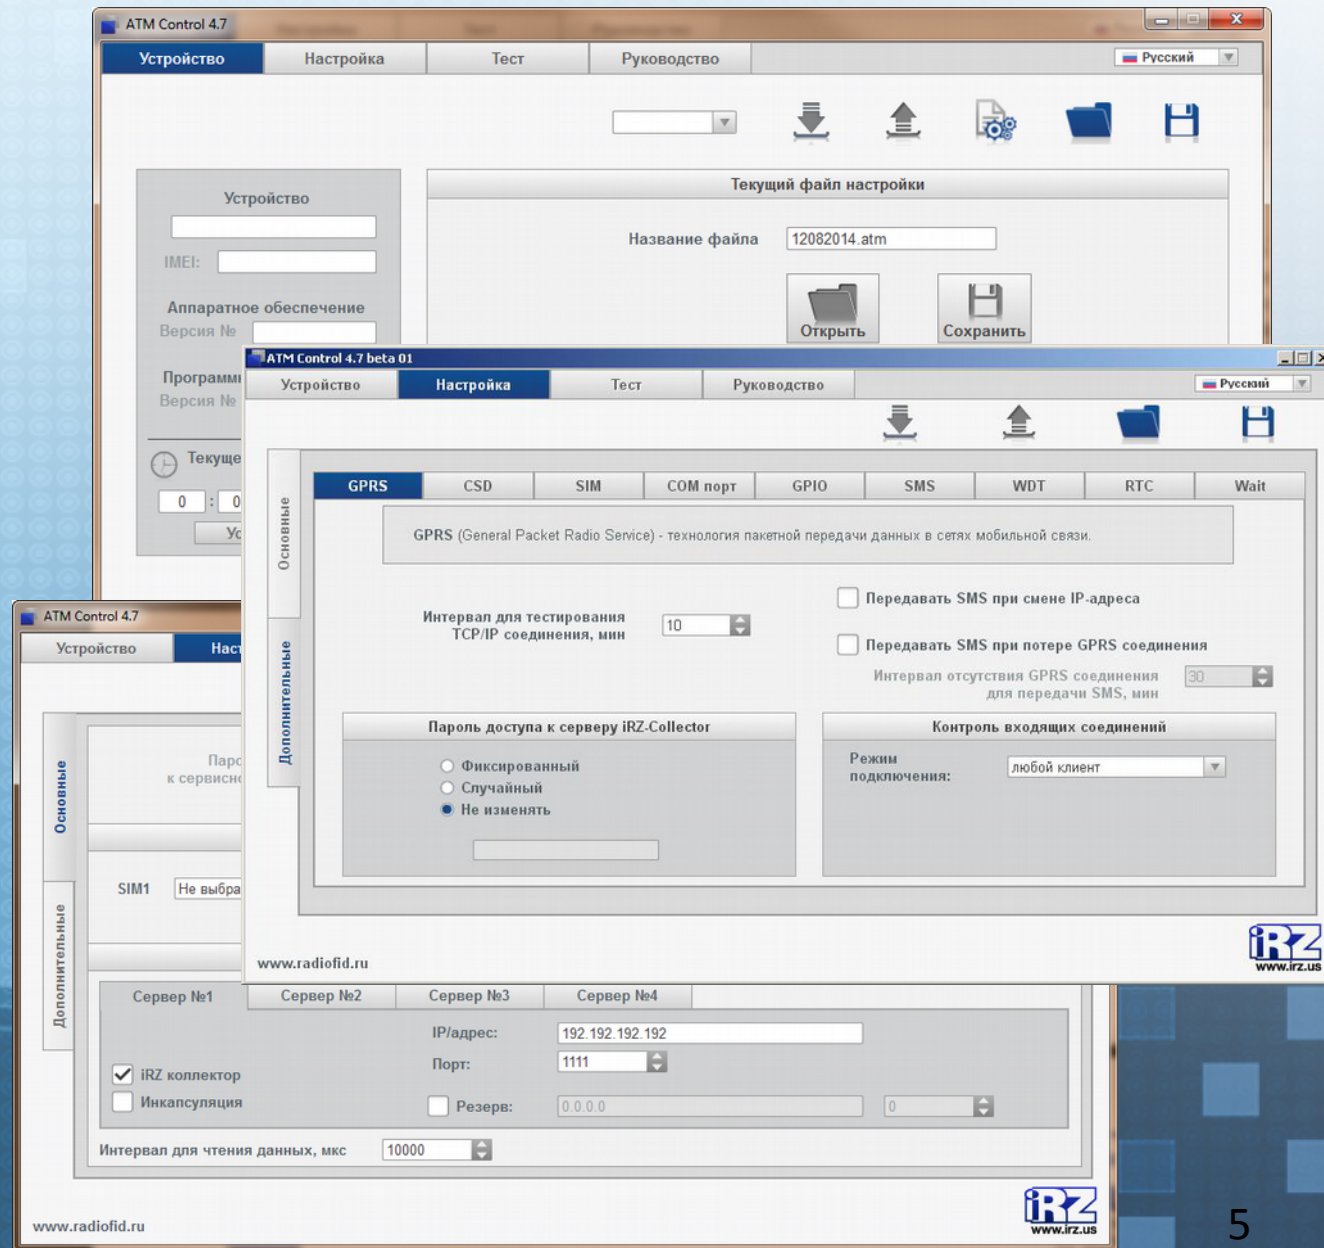 ATM Control 4.7
Устройство Настройка Тест Руководство Русский
Устройство
IMEI:
Аппаратное обеспечение
Версия №
Версия №
0 : 0
Текущий файл настройки
Название файла 12082014.atm
Открыть Сохранить
ATM Control 4.7 beta 01
Устройство Настройка Тест Руководство Русский
Основные
Дополнительные
GPRS CSD SIM COM порт GPIO SMS WDT RTC Wait
GPRS (General Packet Radio Service) - технология пакетной передачи данных в сетях мобильной связи.
Интервал для тестирования
TCP/IP соединения, мин 10
Передавать SMS при смене IP-адреса
Передавать SMS при потере GPRS соединения
Интервал отсутствия GPRS соединения
для передачи SMS, мин 30
Пароль доступа к серверу iRZ-Collector
Фиксированный
Случайный
Не изменять
Контроль входящих соединений
Режим
подключения: любой клиент
www.radiofid.ru
iRZ
www.irz.us
ATM Control 4.7
Устройство
Основные
Дополнительные
к
SIM1 Не
Сервер №1 Сервер №2 Сервер №3 Сервер №4
IP/адрес: 192.192.192.192
Порт: 1111
iRZ коллектор
Инкапсуляция
Резерв: 0.0.0.0 0
Интервал для чтения данных, мкс 10000
www.radiofid.ru
iRZ
www.irz.us
5